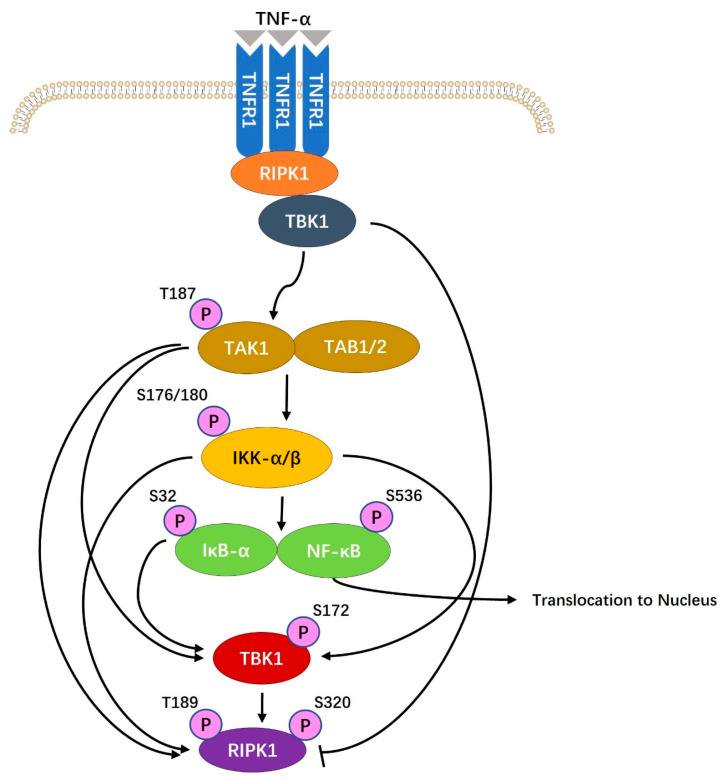 TNF-α
TNFR1
TNFR1
TNFR1
RIPK1
TBK1
T187
P
TAK1
TAB1/2
S176/180
P
IKK-α/β
S32
P
S536
P
IκB-α
NF-κB
Translocation to Nucleus
S172
P
TBK1
T189
P
S320
P
RIPK1